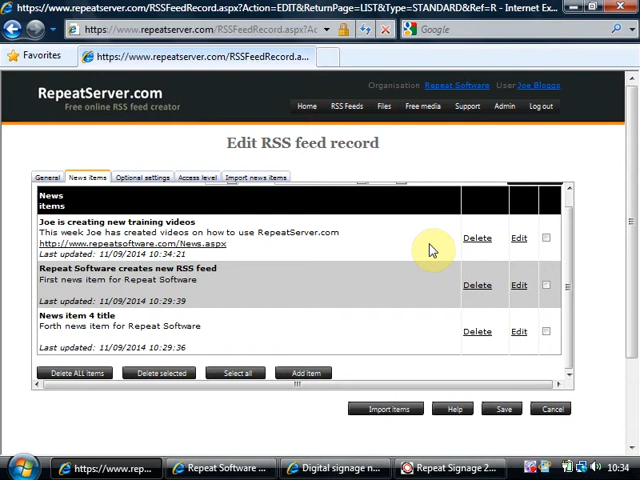 https://www.repeatserver.com/RSSFeedRecord.aspx?Action=EDIT&ReturnPage=LIST&Type=STANDARD&Ref=R - Internet Ex...
https://www.repeatserver.com/RSSFeedRecord.aspx?Ac
Google
Favorites
https://www.repeatserver.com/RSSFeedRecord.a...
RepeatServer.com
Free online RSS feed creator
Organisation Repeat Software User Joe Bloggs
Home RSS Feeds Files Free media Support Admin Log out
Edit RSS feed record
General News items Optional settings Access level Import news items
News
items
Joe is creating new training videos
This week Joe has created videos on how to use RepeatServer.com
http://www.repeatsoftware.com/News.aspx
Last updated: 11/09/2014 10:34:21
Delete Edit
Repeat Software creates new RSS feed
First news item for Repeat Software
Last updated: 11/09/2014 10:29:39
Delete Edit
News item 4 title
Forth news item for Repeat Software
Last updated: 11/09/2014 10:29:36
Delete Edit
Delete ALL items Delete selected Select all Add item
Import items Help Save Cancel
https://www.rep... Repeat Software ... Digital signage n... Repeat Signage 2... 10:34